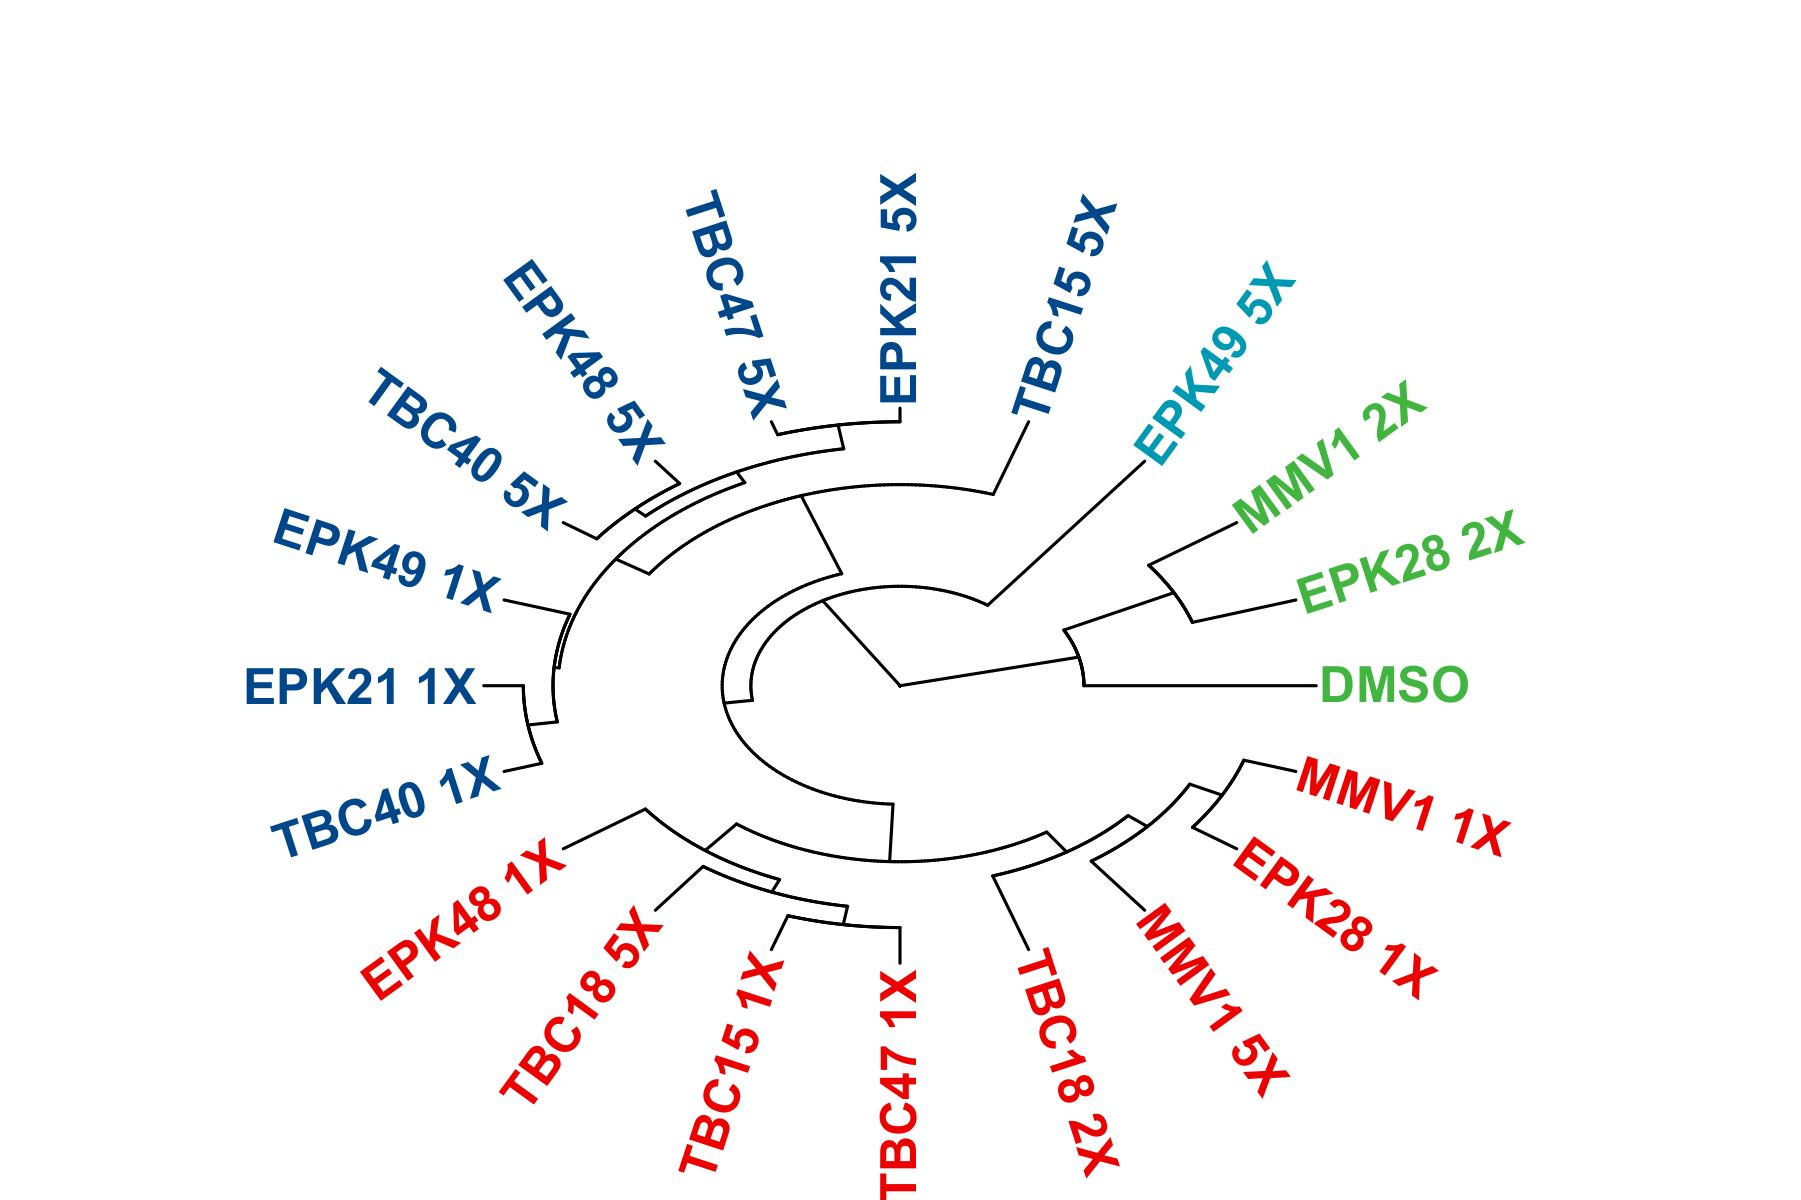 EPK21 5X
TBC47 5X
TBC15 5X
EPK48 5X
EPK49 5X
TBC40 5X
MMV1 2X
EPK49 1X
EPK28 2X
EPK21 1X
DMSO
TBC40 1X
MMV1 1X
EPK48 1X
EPK28 1X
TBC18 5X
MMV1 5X
TBC15 1X
TBC47 1X
TBC18 2X